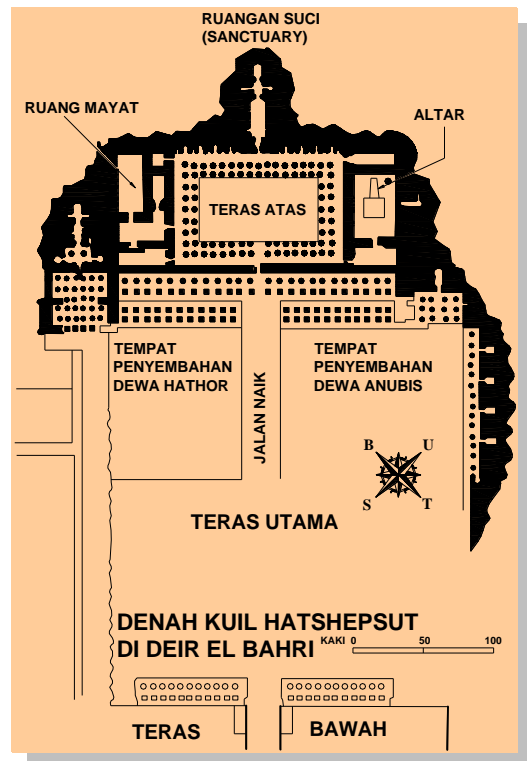 RUANGAN SUCI
(SANCTUARY)
RUANG MAYAT
ALTAR
TERAS ATAS
TEMPAT
PENYEMBAHAN
DEWA HATHOR
JALAN NAIK
TEMPAT
PENYEMBAHAN
DEWA ANUBIS
B U
S T
TERAS UTAMA
DENAH KUIL HATSHEPSUT
DI DEIR EL BAHRI
KAKI 0 50 100
TERAS BAWAH